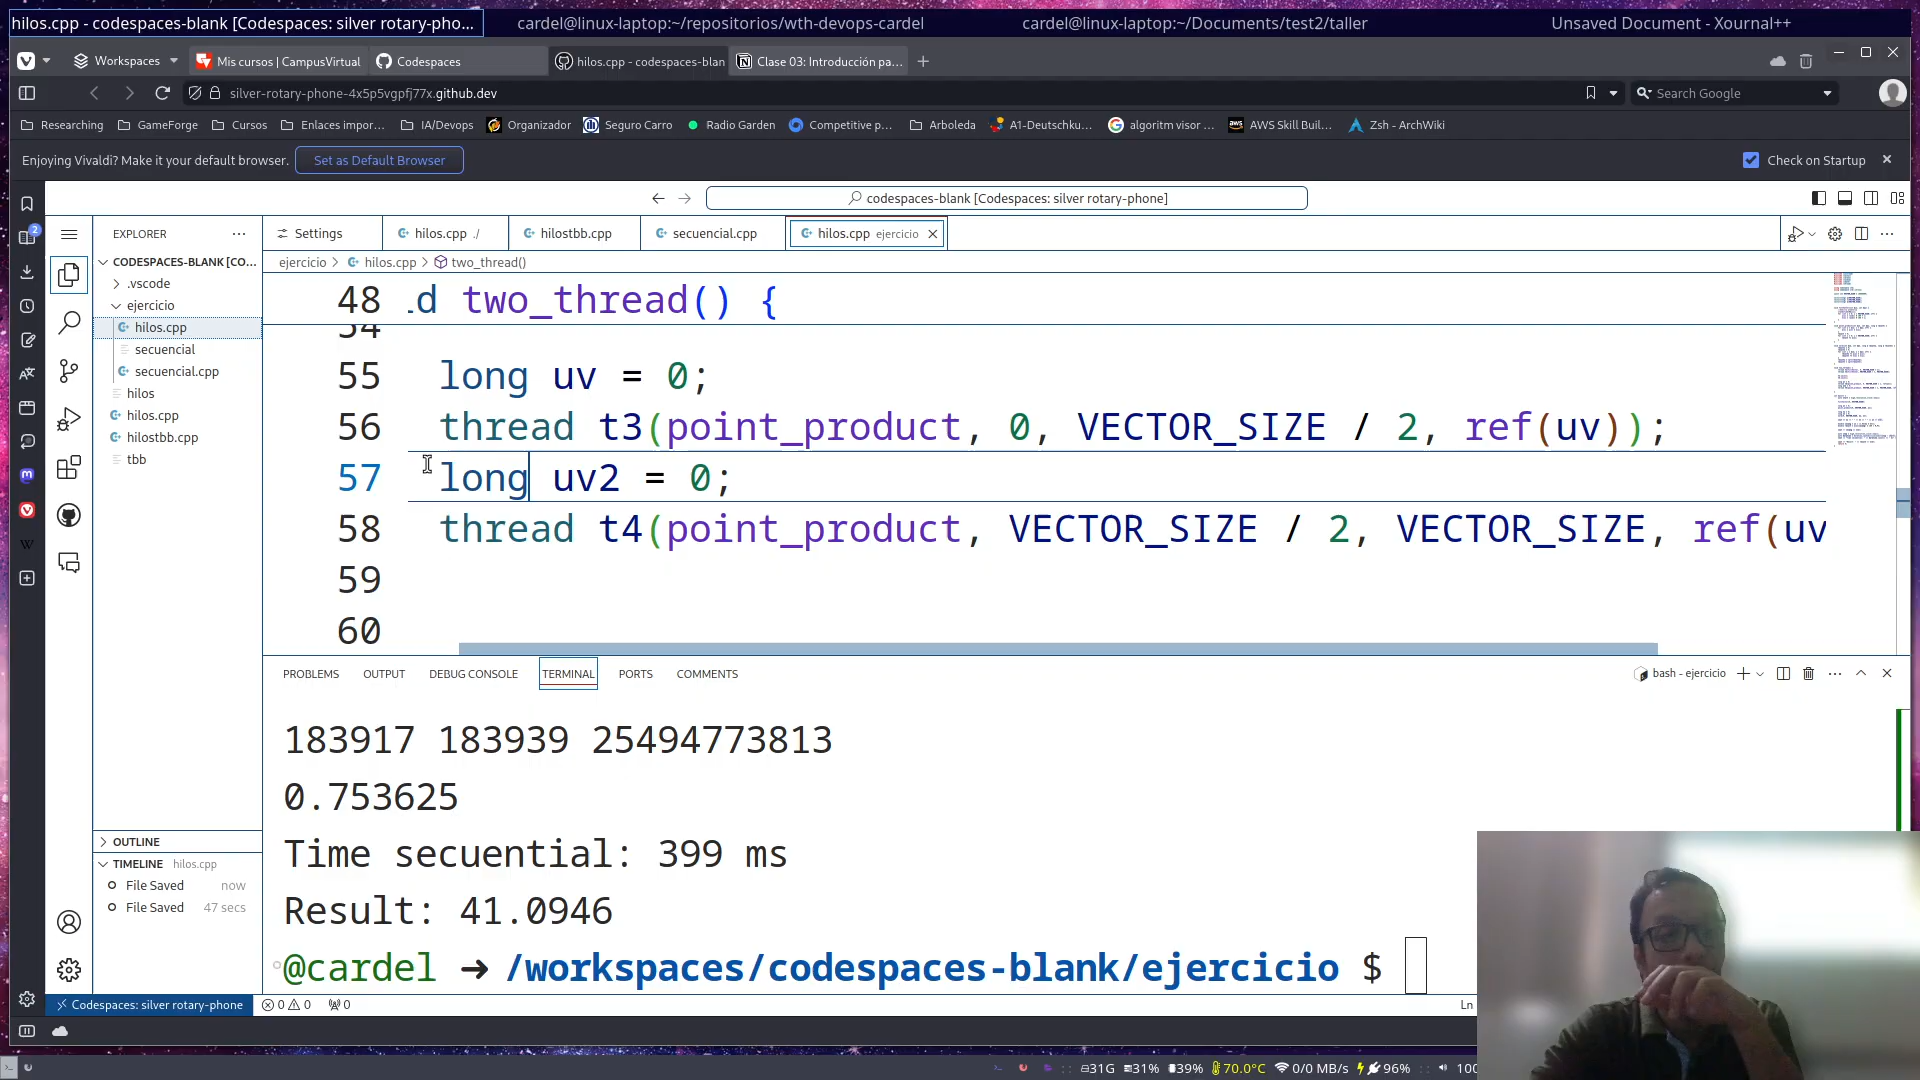 hilos.cpp - codespaces-blank [Codespaces: silver rotary-pho...
cardel@linux-laptop:~/repositorios/wth-devops-cardel
cardel@linux-laptop:~/Documents/test2/taller
Unsaved Document - Xournal++
Workspaces
Mis cursos | CampusVirtual
Codespaces
hilos.cpp - codespaces-blan
Clase 03: Introducción pa...
silver-rotary-phone-4x5p5vgpfj77x.github.dev
Search Google
Researching
GameForge
Cursos
Enlaces impor...
IA/Devops
Organizador
Seguro Carro
Radio Garden
Competitive p...
Arboleda
A1-Deutschku...
algoritm visor ...
AWS Skill Buil...
Zsh - ArchWiki
Enjoying Vivaldi? Make it your default browser.
Set as Default Browser
Check on Startup
codespaces-blank [Codespaces: silver rotary-phone]
2
EXPLORER
Settings
hilos.cpp ./
hilostbb.cpp
secuencial.cpp
hilos.cpp ejercicio
CODESPACES-BLANK [CO...
.vscode
ejercicio
hilos.cpp
secuencial
secuencial.cpp
hilos
hilos.cpp
hilostbb.cpp
tbb
ejercicio > hilos.cpp > two_thread()
48 d two_thread() {
54
55 long uv = 0;
56 thread t3(point_product, 0, VECTOR_SIZE / 2, ref(uv));
57 long uv2 = 0;
58 thread t4(point_product, VECTOR_SIZE / 2, VECTOR_SIZE, ref(uv
59
60
PROBLEMS
OUTPUT
DEBUG CONSOLE
TERMINAL
PORTS
COMMENTS
bash - ejercicio
183917 183939 25494773813
0.753625
Time secuential: 399 ms
Result: 41.0946
@cardel ➜ /workspaces/codespaces-blank/ejercicio $
OUTLINE
TIMELINE hilos.cpp
File Saved now
File Saved 47 secs
Codespaces: silver rotary-phone
0 0
0
Ln
31G
31%
39%
70.0°C
0/0 MB/s
96%
100